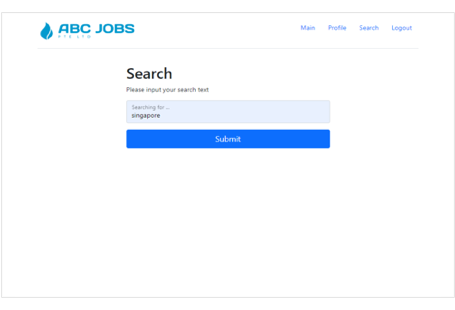 ABC JOBS
PTE LTD
Main Profile Search Logout
Search
Please input your search text
Searching for ...
singapore
Submit